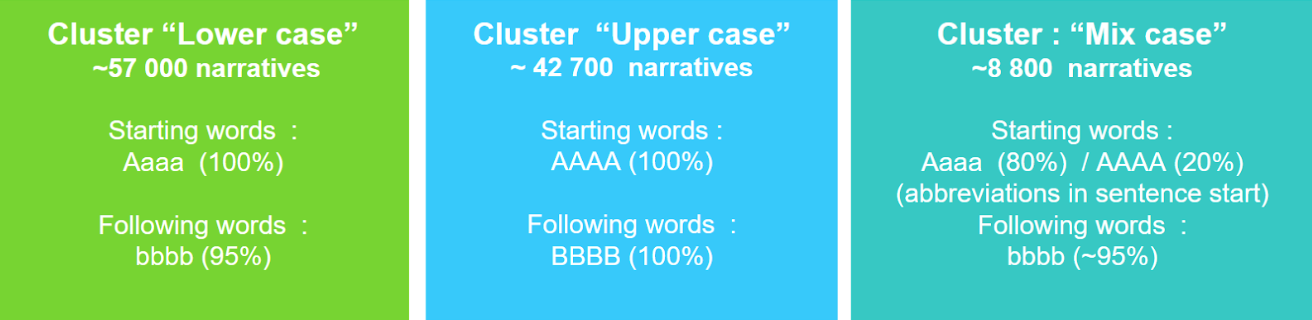 Cluster “Lower case”
~57 000 narratives
Starting words :
Aaaa (100%)
Following words :
bbbb (95%)
Cluster “Upper case”
~ 42 700 narratives
Starting words :
AAAA (100%)
Following words :
BBBB (100%)
Cluster : “Mix case”
~8 800 narratives
Starting words :
Aaaa (80%) / AAAA (20%)
(abbreviations in sentence start)
Following words :
bbbb (~95%)